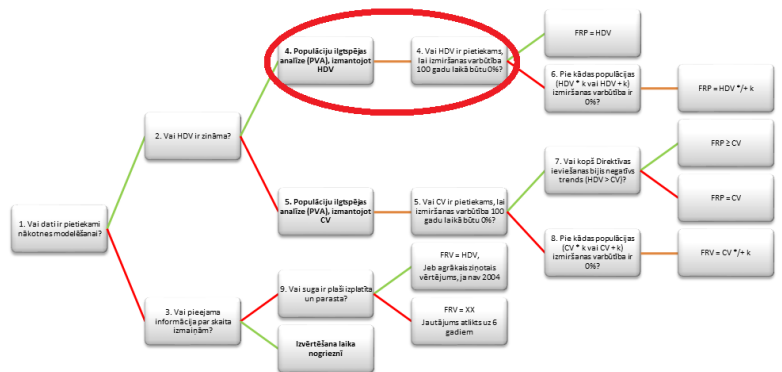 4. Populāciju ilgtspējas
analīze (PVA), izmantojot
HDV
4. Vai HDV ir pietiekams,
lai izmiršanas varbūtība
100 gadu laikā būtu 0%?
FRP = HDV
6. Pie kādas populācijas
(HDV * k vai HDV + k)
izmiršanas varbūtība ir
0%?
FRP = HDV */+ k
2. Vai HDV ir zināma?
7. Vai kopš Direktīvas
ieviešanas bijis negatīvs
trends (HDV > CV)?
FRP ≥ CV
FRP = CV
5. Populāciju ilgtspējas
analīze (PVA), izmantojot
CV
5. Vai CV ir pietiekams, lai
izmiršanas varbūtība 100
gadu laikā būtu 0%?
8. Pie kādas populācijas
(CV * k vai CV + k)
izmiršanas varbūtība ir
0%?
FRV = CV */+ k
1. Vai dati ir pietiekami
nākotnes modelēšanai?
3. Vai pieejama
informācija par skaita
izmaiņām?
9. Vai suga ir plaši izplatīta
un parasta?
FRV = HDV,
Jeb agrākais ziņotais
vērtējums, ja nav 2004
FRV = XX
Jautājums atlikts uz 6
gadiem
Izvērtēšana laika
nogrieznī